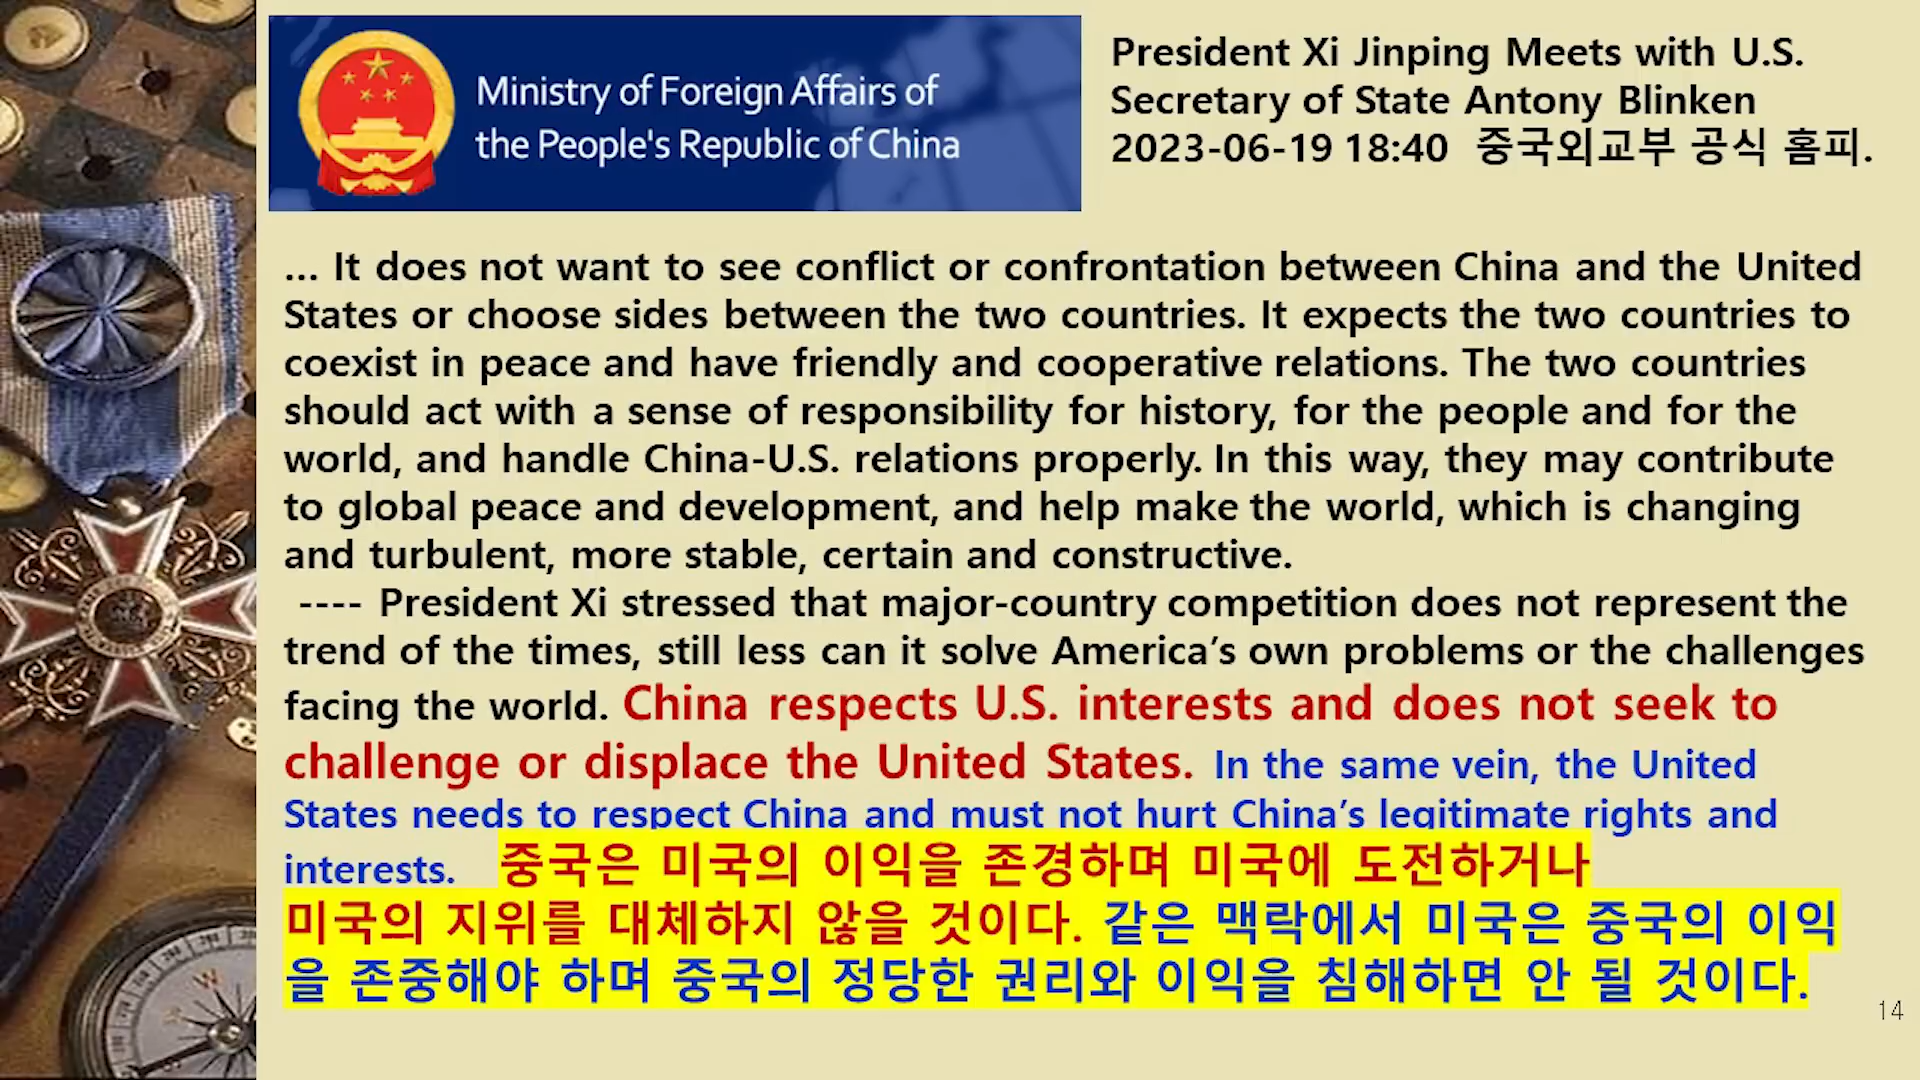 Ministry of Foreign Affairs of
the People's Republic of China
President Xi Jinping Meets with U.S.
Secretary of State Antony Blinken
2023-06-19 18:40 중국외교부 공식 홈피.
... It does not want to see conflict or confrontation between China and the United
States or choose sides between the two countries. It expects the two countries to
coexist in peace and have friendly and cooperative relations. The two countries
should act with a sense of responsibility for history, for the people and for the
world, and handle China-U.S. relations properly. In this way, they may contribute
to global peace and development, and help make the world, which is changing
and turbulent, more stable, certain and constructive.
---- President Xi stressed that major-country competition does not represent the
trend of the times, still less can it solve America’s own problems or the challenges
facing the world. China respects U.S. interests and does not seek to
challenge or displace the United States. In the same vein, the United
States needs to respect China and must not hurt China’s legitimate rights and
interests. 중국은 미국의 이익을 존경하며 미국에 도전하거나
미국의 지위를 대체하지 않을 것이다. 같은 맥락에서 미국은 중국의 이익
을 존중해야 하며 중국의 정당한 권리와 이익을 침해하면 안 될 것이다.
14